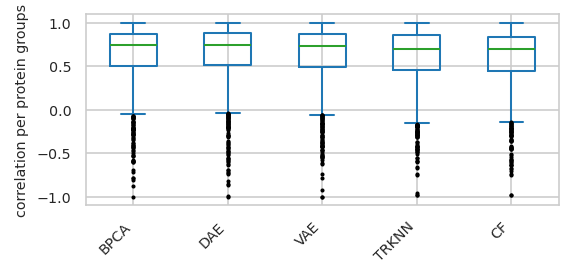 correlation per protein groups
1.0
0.5
0.0
−0.5
−1.0
BPCA
DAE
VAE
TRKNN
CF